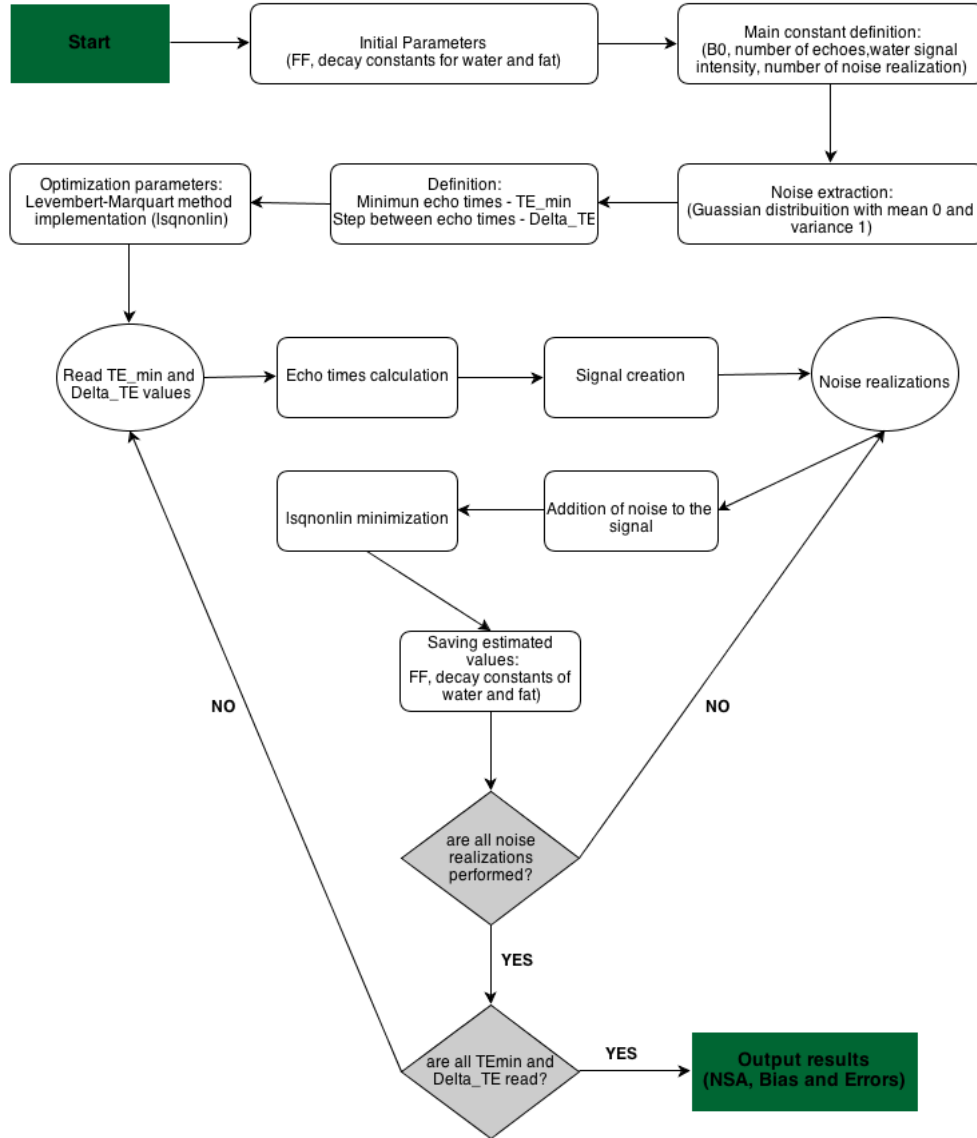 Start
Initial Parameters
(FF, decay constants for water and fat)
Main constant definition:
(B0, number of echoes,water signal
intensity, number of noise realization)
Optimization parameters:
Levembert-Marquart method
implementation (lsqnonlin)
Definition:
Minimun echo times - TE_min
Step between echo times - Delta_TE
Noise extraction:
(Guassian distribuition with mean 0 and
variance 1)
Read TE_min and
Delta_TE values
Echo times calculation
Signal creation
Noise realizations
lsqnonlin minimization
Addition of noise to the
signal
Saving estimated
values:
FF, decay constants of
water and fat)
NO
NO
are all noise
realizations
performed?
YES
are all TEmin and
Delta_TE read?
YES
Output results
(NSA, Bias and Errors)